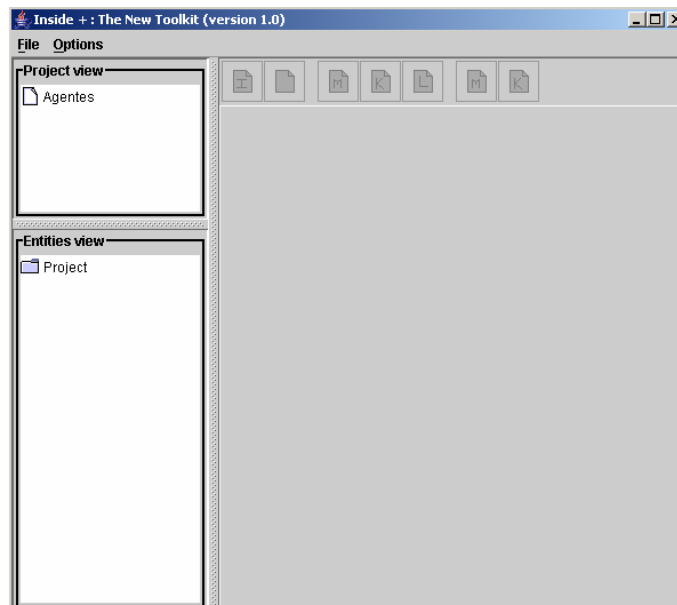 Inside + : The New Toolkit (version 1.0)
File Options
Project view
Agentes
I M K L M K
Entities view
Project